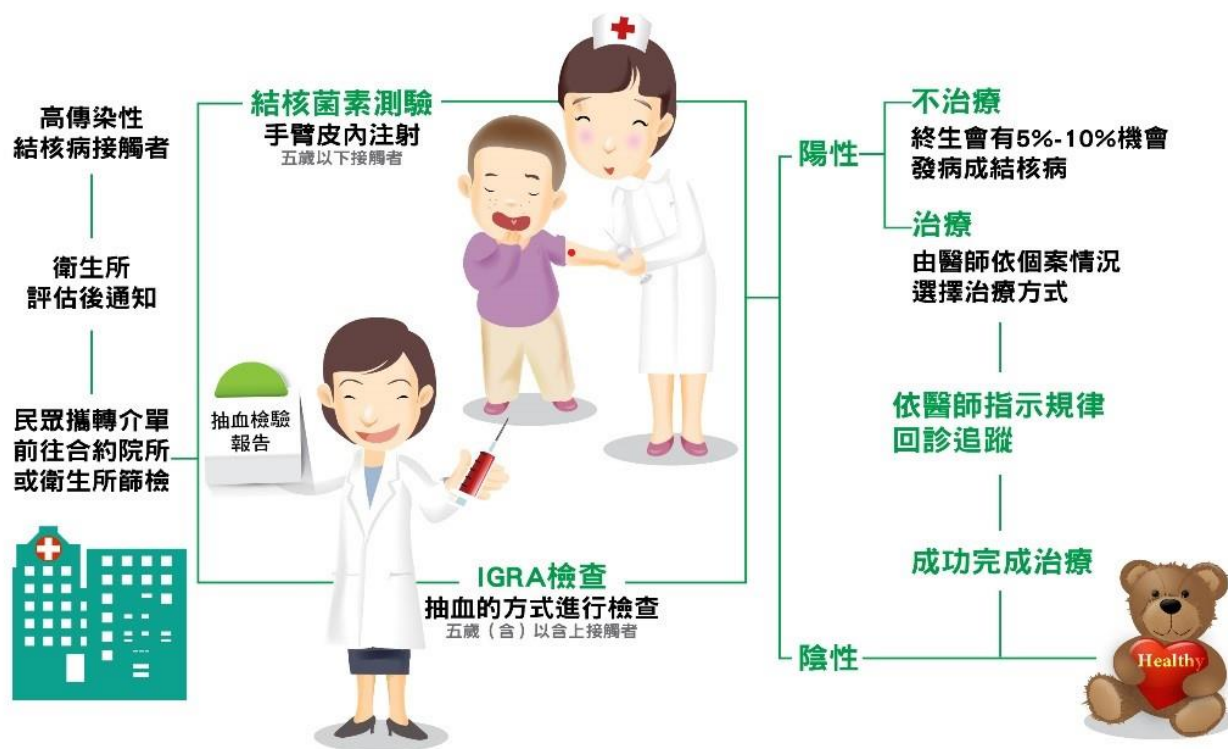 高傳染性
結核病接觸者
衛生所
評估後通知
民眾攜轉介單
前往合約院所
或衛生所篩檢
結核菌素測驗
手臂皮內注射
五歲以下接觸者
抽血檢驗
報告
IGRA檢查
抽血的方式進行檢查
五歲（含）以含上接觸者
陽性
不治療
終生會有5%-10%機會
發病成結核病
治療
由醫師依個案情況
選擇治療方式
依醫師指示規律
回診追蹤
成功完成治療
陰性
Healthy